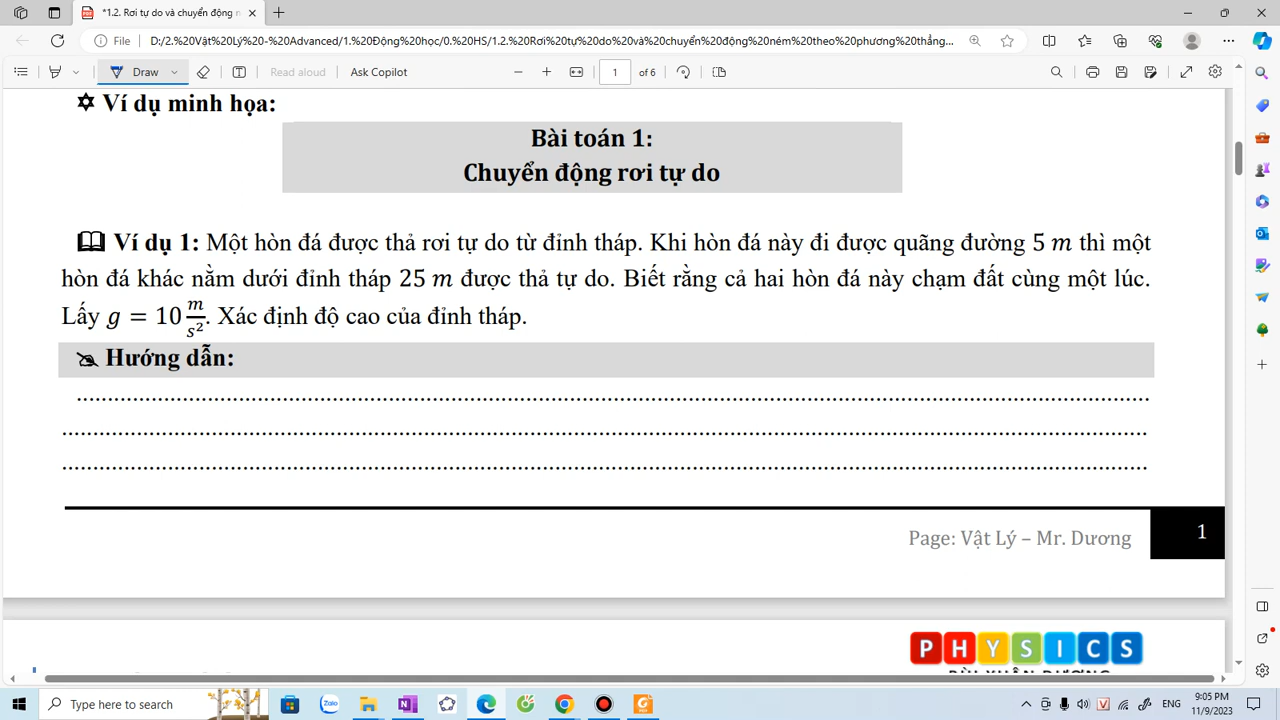 *1.2. Rơi tự do và chuyển động n
File D:/2.%20Vật%20Lý%20-%20Advanced/1.%20Động%20học/0.%20HS/1.2.%20Rơi%20tự%20do%20và%20chuyển%20động%20ném%20theo%20phương%20thẳng...
Draw Read aloud Ask Copilot 1 of 6
✡ Ví dụ minh họa:
Bài toán 1:
Chuyển động rơi tự do
Ví dụ 1: Một hòn đá được thả rơi tự do từ đỉnh tháp. Khi hòn đá này đi được quãng đường 5 m thì một
hòn đá khác nằm dưới đỉnh tháp 25 m được thả tự do. Biết rằng cả hai hòn đá này chạm đất cùng một lúc.
Lấy g = 10 m/s². Xác định độ cao của đỉnh tháp.
Hướng dẫn:
Page: Vật Lý – Mr. Dương 1
PHYSICS
Type here to search Zalo ENG 9:05 PM
11/9/2023